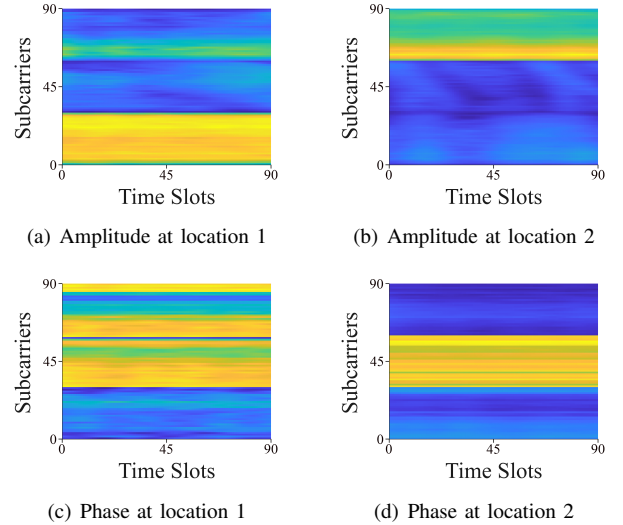 90
45
0
Subcarriers
0
45
90
Time Slots
(a) Amplitude at location 1
90
45
0
Subcarriers
0
45
90
Time Slots
(b) Amplitude at location 2
90
45
0
Subcarriers
0
45
90
Time Slots
(c) Phase at location 1
90
45
0
Subcarriers
0
45
90
Time Slots
(d) Phase at location 2